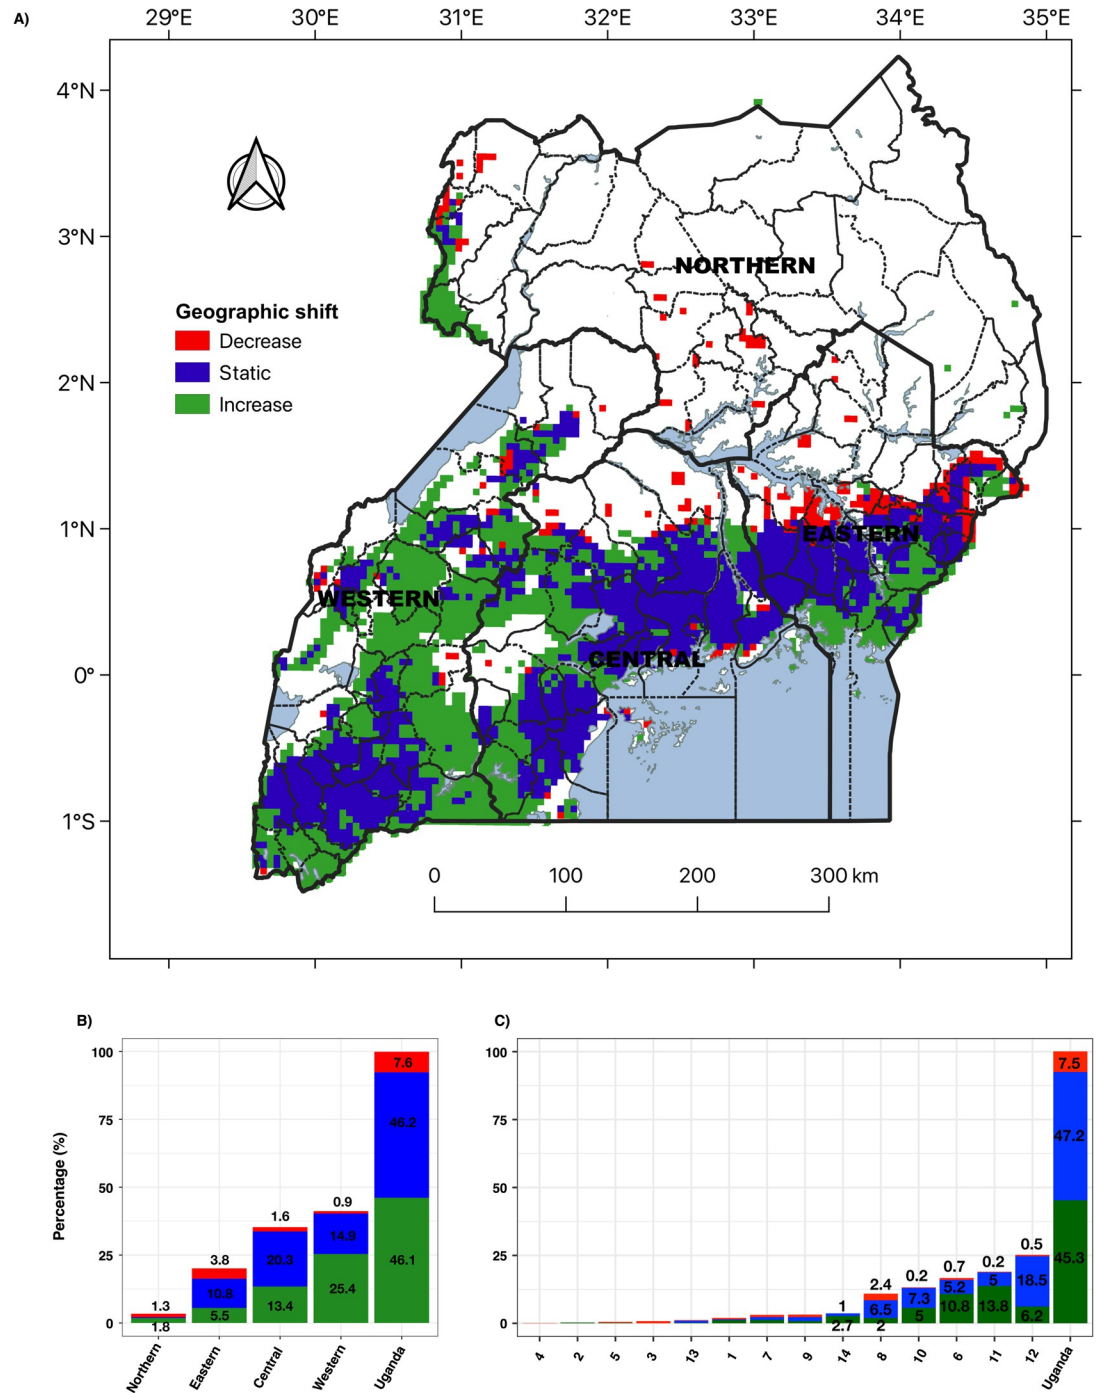 A)
29°E 30°E 31°E 32°E 33°E 34°E 35°E
4°N
3°N
2°N
1°N
0°
1°S
NORTHERN
Geographic shift
Decrease
Static
Increase
EASTERN
WESTERN
CENTRAL
0 100 200 300 km
B)
Percentage (%)
100
75
50
25
0
1.3
1.8
3.8
10.8
5.5
1.6
20.3
13.4
0.9
14.9
25.4
7.6
46.2
46.1
Northern Eastern Central Western Uganda
C)
100
75
50
25
0
1
2.7
2.4
6.5
2
0.2
7.3
5
0.7
5.2
10.8
0.2
5
13.8
0.5
18.5
6.2
7.5
47.2
45.3
4 2 5 3 13 1 7 9 14 8 10 6 11 12 Uganda